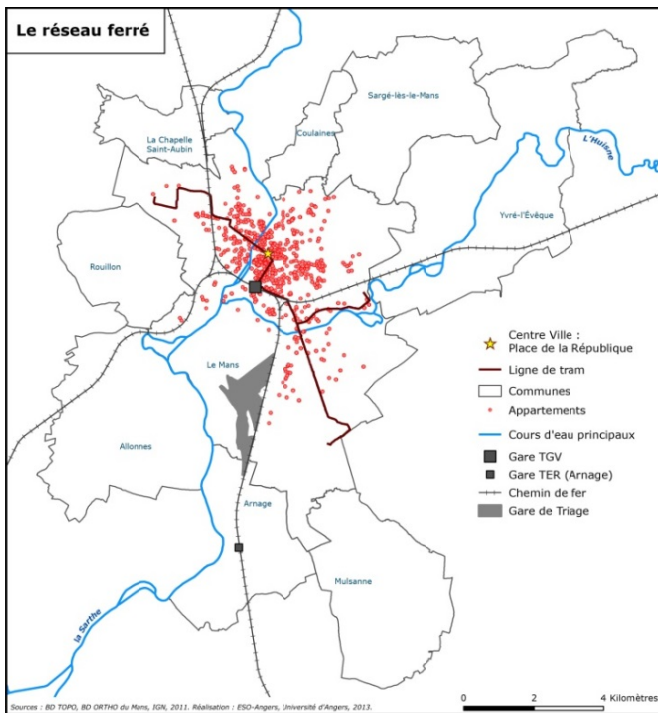 Le réseau ferré
Sargé-lès-le-Mans
La Chapelle
Saint-Aubin
Coulaines
L'Huisne
Yvré-l'Évêque
Rouillon
Centre Ville :
Place de la République
Ligne de tram
Communes
Appartements
Cours d'eau principaux
Gare TGV
Gare TER (Arnage)
Chemin de fer
Gare de Triage
Le Mans
Allonnes
Arnage
Mulsanne
la Sarthe
0 2 4 Kilomètres
Sources : BD TOPO, BD ORTHO du Mans, IGN, 2011. Réalisation : ESO-Angers, Université d'Angers, 2013.